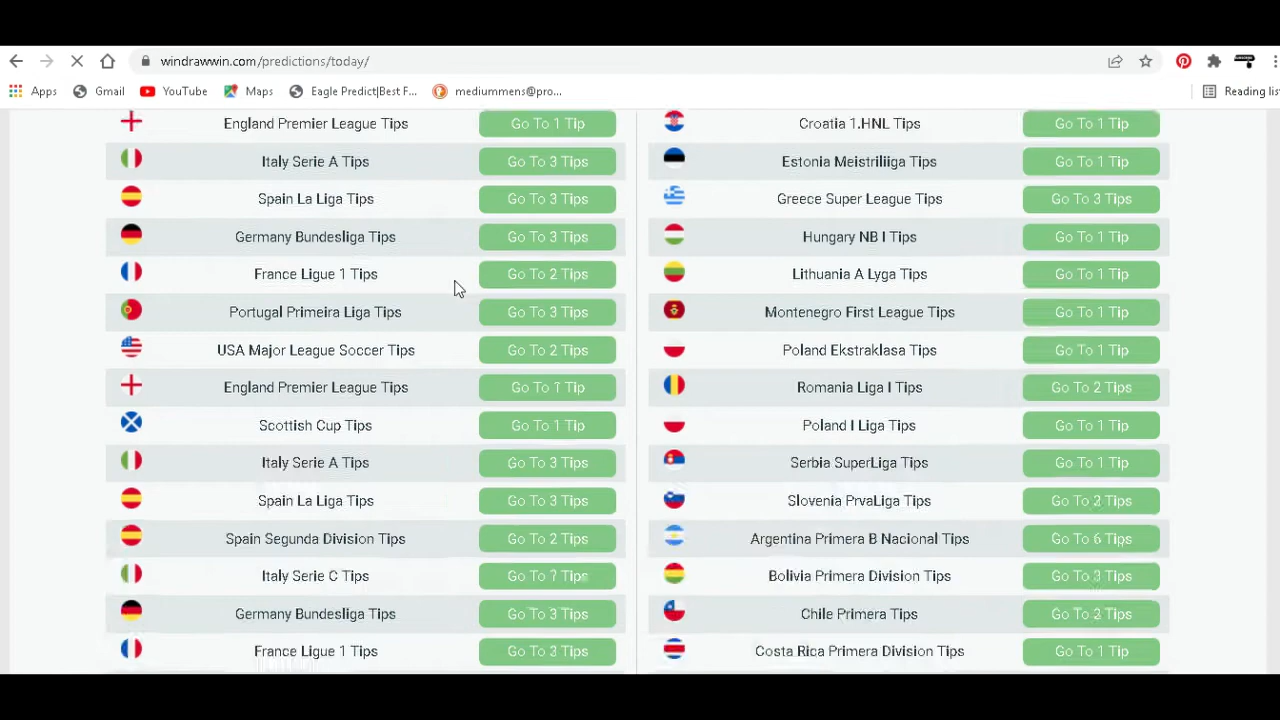 windrawwin.com/predictions/today/
Apps Gmail YouTube Maps Eagle Predict|Best F... mediummens@pro... Reading list
England Premier League Tips Go To 1 Tip
Italy Serie A Tips Go To 3 Tips
Spain La Liga Tips Go To 3 Tips
Germany Bundesliga Tips Go To 3 Tips
France Ligue 1 Tips Go To 2 Tips
Portugal Primeira Liga Tips Go To 3 Tips
USA Major League Soccer Tips Go To 2 Tips
England Premier League Tips Go To 1 Tip
Scottish Cup Tips Go To 1 Tip
Italy Serie A Tips Go To 3 Tips
Spain La Liga Tips Go To 3 Tips
Spain Segunda Division Tips Go To 2 Tips
Italy Serie C Tips Go To Tips
Germany Bundesliga Tips Go To 3 Tips
France Ligue 1 Tips Go To 3 Tips
Croatia 1.HNL Tips Go To 1 Tip
Estonia Meistriliiga Tips Go To 1 Tip
Greece Super League Tips Go To 3 Tips
Hungary NB I Tips Go To 1 Tip
Lithuania A Lyga Tips Go To 1 Tip
Montenegro First League Tips Go To 1 Tip
Poland Ekstraklasa Tips Go To 1 Tip
Romania Liga I Tips Go To 2 Tips
Poland I Liga Tips Go To 1 Tip
Serbia SuperLiga Tips Go To 1 Tip
Slovenia PrvaLiga Tips Go To 2 Tips
Argentina Primera B Nacional Tips Go To 6 Tips
Bolivia Primera Division Tips Go To 3 Tips
Chile Primera Tips Go To 2 Tips
Costa Rica Primera Division Tips Go To 1 Tip